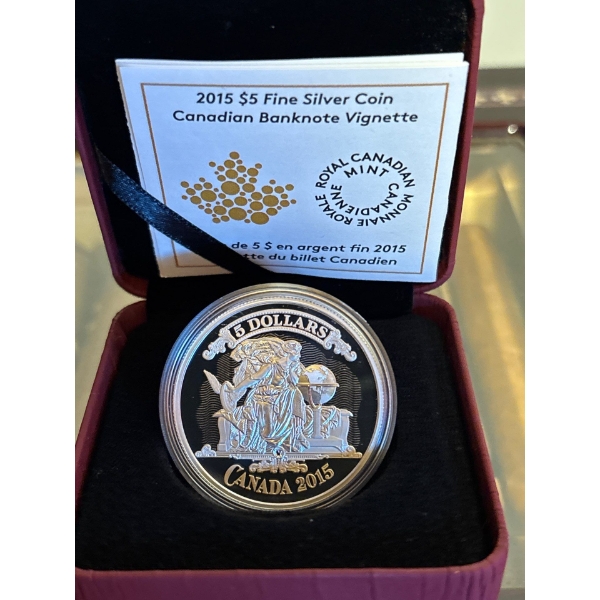 2015 $5 Fine Silver Coin
Canadian Banknote Vignette
ROYAL CANADIAN MINT
MONNAIE ROYALE CANADIENNE
de 5 $ en argent fin 2015
du billet Canadien
5 DOLLARS
CANADA 2015